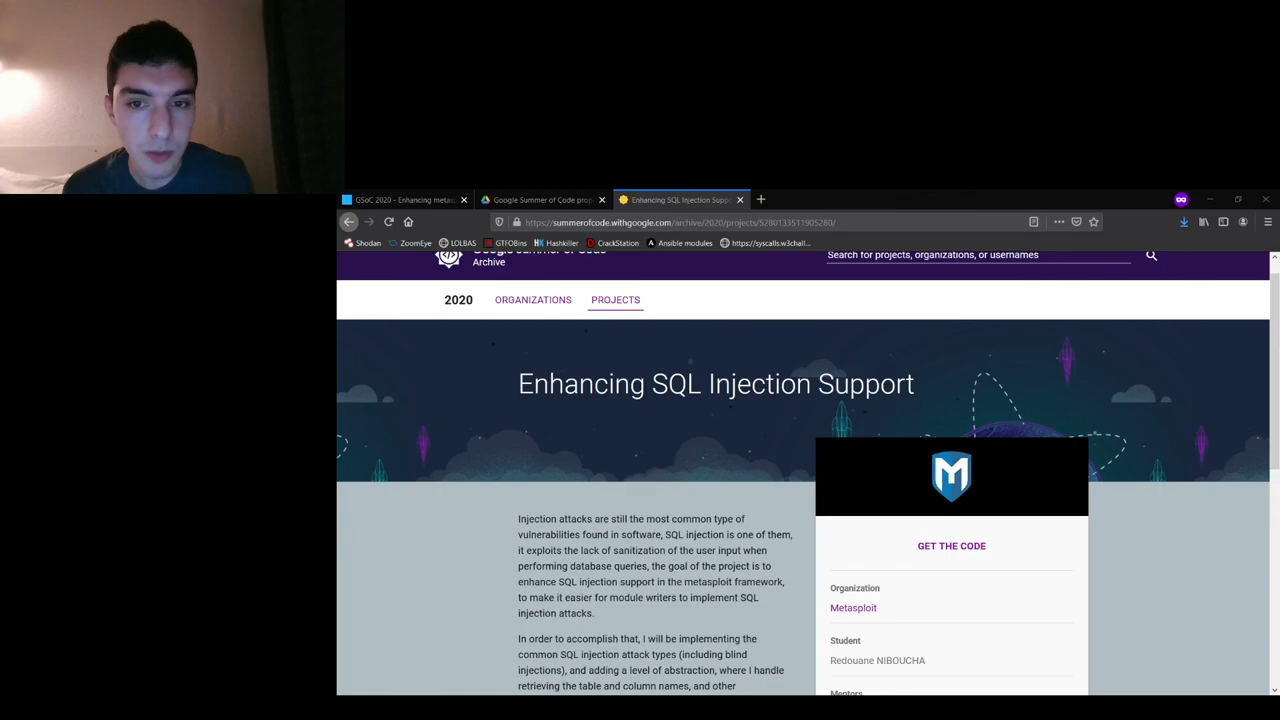 GSoC 2020 - Enhancing metas
Google Summer of Code prop
Enhancing SQL Injection Supp
https://summerofcode.withgoogle.com/archive/2020/projects/5280133511905280/
Shodan ZoomEye LOLBAS GTFOBins Hashkiller CrackStation Ansible modules https://syscalls.w3chall...
Google Summer of Code
Archive
Search for projects, organizations, or usernames
2020 ORGANIZATIONS PROJECTS
Enhancing SQL Injection Support
Injection attacks are still the most common type of
vulnerabilities found in software, SQL injection is one of them,
it exploits the lack of sanitization of the user input when
performing database queries, the goal of the project is to
enhance SQL injection support in the metasploit framework,
to make it easier for module writers to implement SQL
injection attacks.
In order to accomplish that, I will be implementing the
common SQL injection attack types (including blind
injections), and adding a level of abstraction, where I handle
retrieving the table and column names, and other
GET THE CODE
Organization
Metasploit
Student
Redouane NIBOUCHA
Mentors